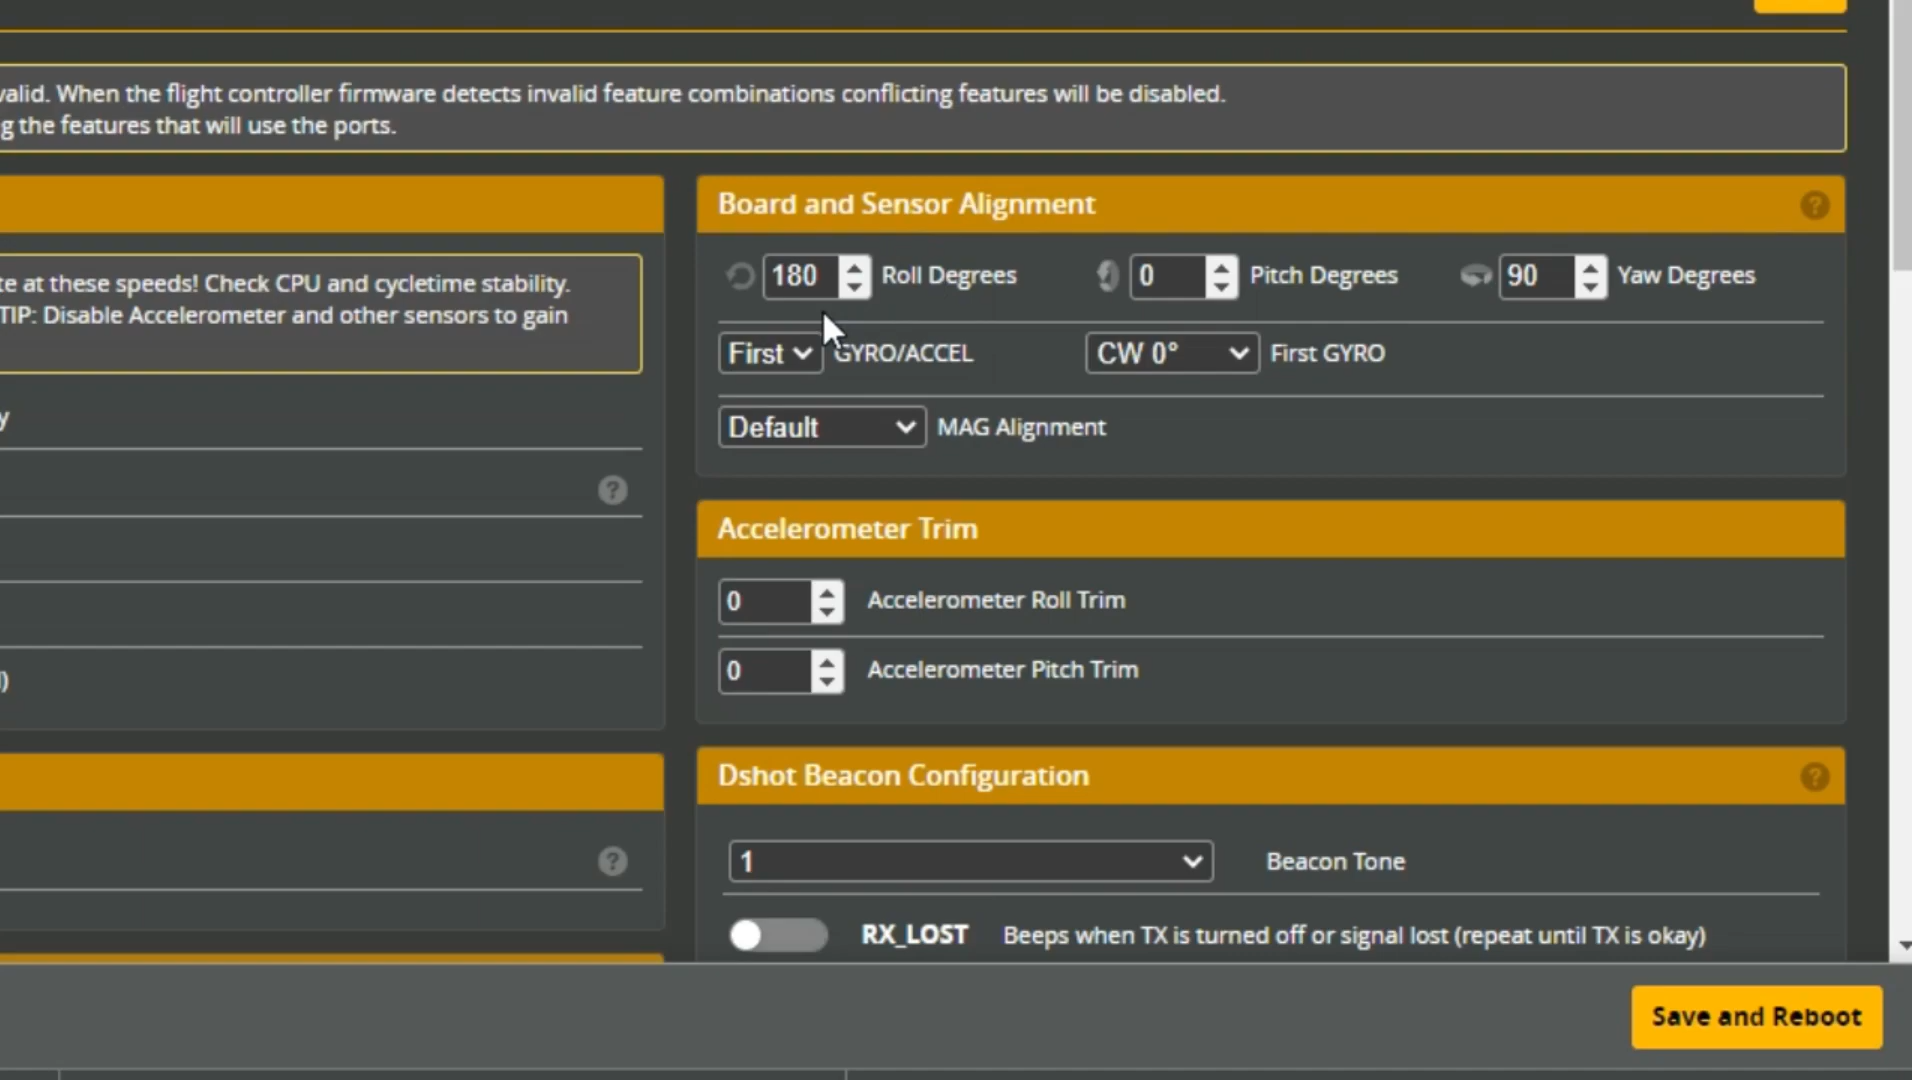 valid. When the flight controller firmware detects invalid feature combinations conflicting features will be disabled.
g the features that will use the ports.
te at these speeds! Check CPU and cycletime stability.
TIP: Disable Accelerometer and other sensors to gain
y
)
Board and Sensor Alignment
180 Roll Degrees 0 Pitch Degrees 90 Yaw Degrees
First GYRO/ACCEL CW 0° First GYRO
Default MAG Alignment
Accelerometer Trim
0 Accelerometer Roll Trim
0 Accelerometer Pitch Trim
Dshot Beacon Configuration
1 Beacon Tone
RX_LOST Beeps when TX is turned off or signal lost (repeat until TX is okay)
Save and Reboot